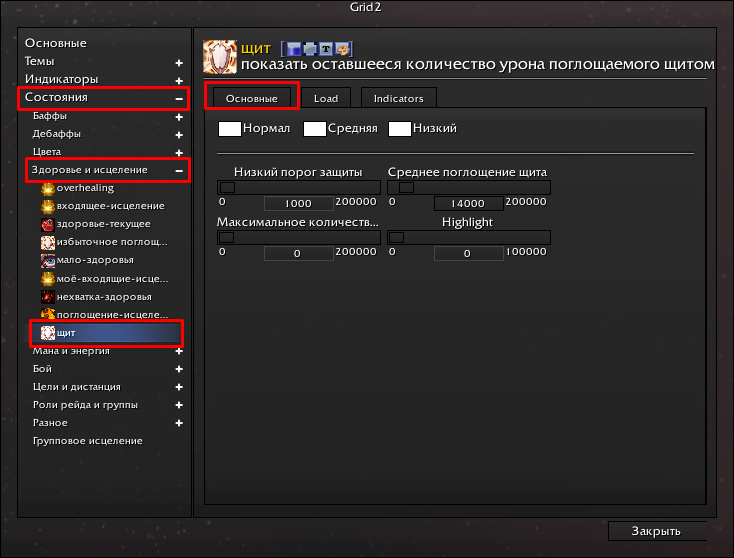 Grid2
Основные
Темы +
Индикаторы +
Состояния −
Баффы +
Дебаффы +
Цвета +
Здоровье и исцеление −
overhealing
входящее-исцеление
здоровье-текущее
избыточное поглощ...
мало-здоровья
моё-входящие-исце...
нехватка-здоровья
поглощение-исцеле...
щит
Мана и энергия +
Бой +
Цели и дистанция +
Роли рейда и группы +
Разное +
Групповое исцеление
щит
показать оставшееся количество урона поглощаемого щитом
Основные Load Indicators
Нормал Средняя Низкий
Низкий порог защиты Среднее поглощение щита
0 1000 200000 0 14000 200000
Максимальное количеств... Highlight
0 0 200000 0 0 100000
Закрыть